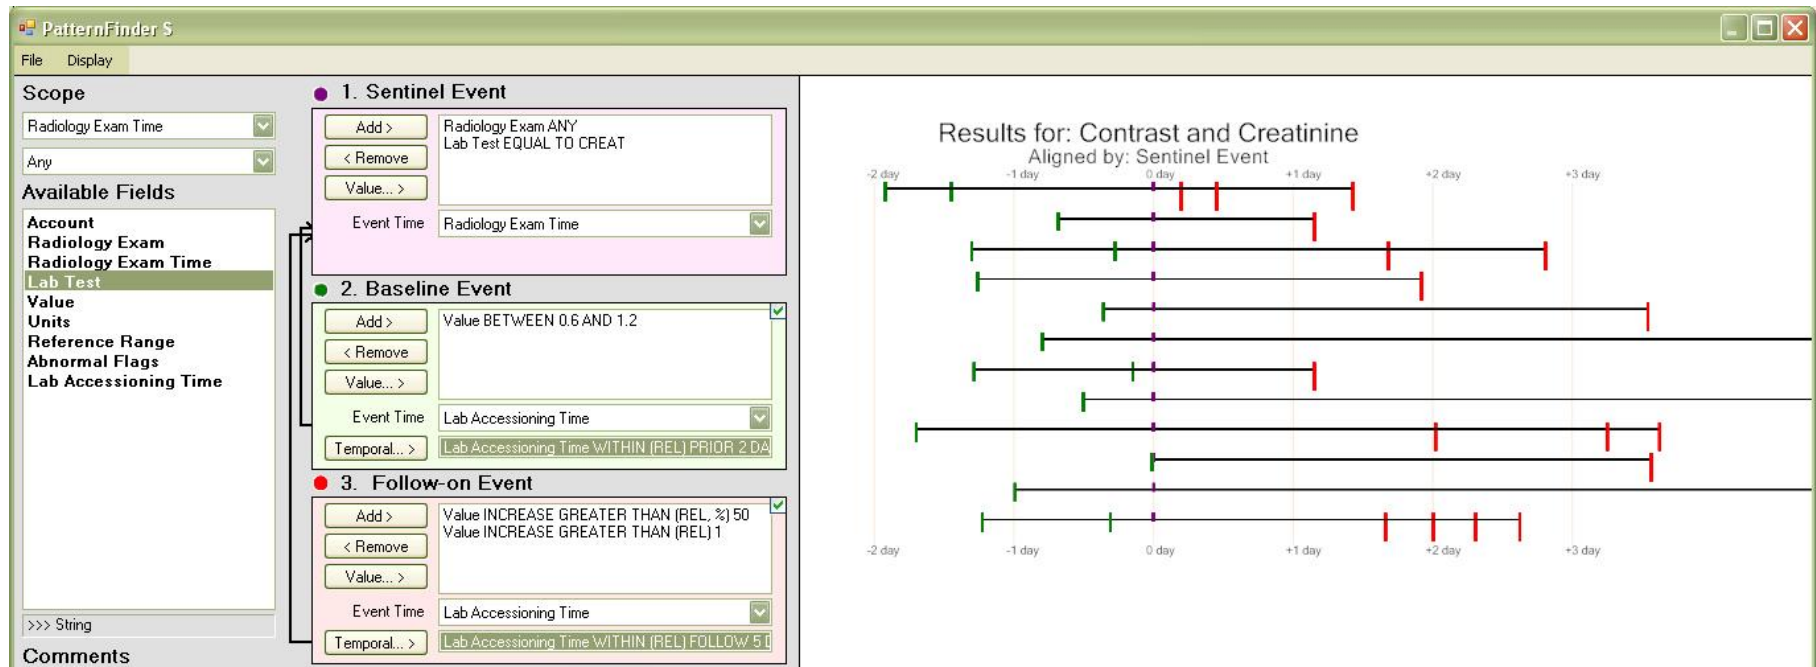 PatternFinder S
File Display
Scope
Radiology Exam Time
Any
Available Fields
Account
Radiology Exam
Radiology Exam Time
Lab Test
Value
Units
Reference Range
Abnormal Flags
Lab Accessioning Time
>>> String
Comments
1. Sentinel Event
Add >
< Remove
Value... >
Radiology Exam ANY
Lab Test EQUAL TO CREAT
Event Time Radiology Exam Time
2. Baseline Event
Add >
< Remove
Value... >
Value BETWEEN 0.6 AND 1.2
Event Time Lab Accessioning Time
Temporal... > Lab Accessioning Time WITHIN (REL) PRIOR 2 DA
3. Follow-on Event
Add >
< Remove
Value... >
Value INCREASE GREATER THAN (REL, %) 50
Value INCREASE GREATER THAN (REL) 1
Event Time Lab Accessioning Time
Temporal... > Lab Accessioning Time WITHIN (REL) FOLLOW 5 D
Results for: Contrast and Creatinine
Aligned by: Sentinel Event
-2 day -1 day 0 day +1 day +2 day +3 day
-2 day -1 day 0 day +1 day +2 day +3 day